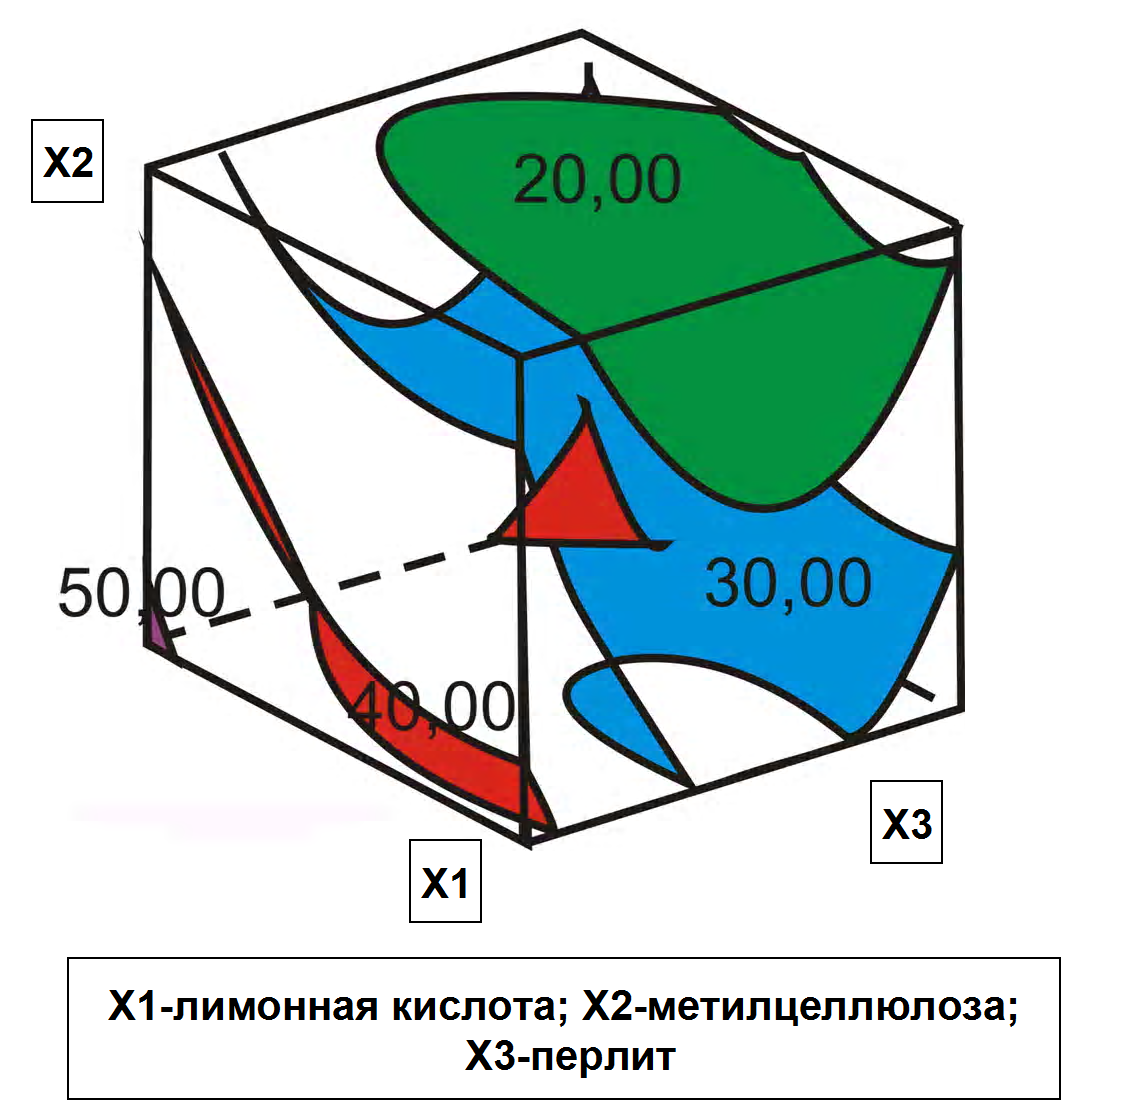 X2
20,00
50,00
30,00
40,00
X3
X1
X1-лимонная кислота; X2-метилцеллюлоза;
X3-перлит